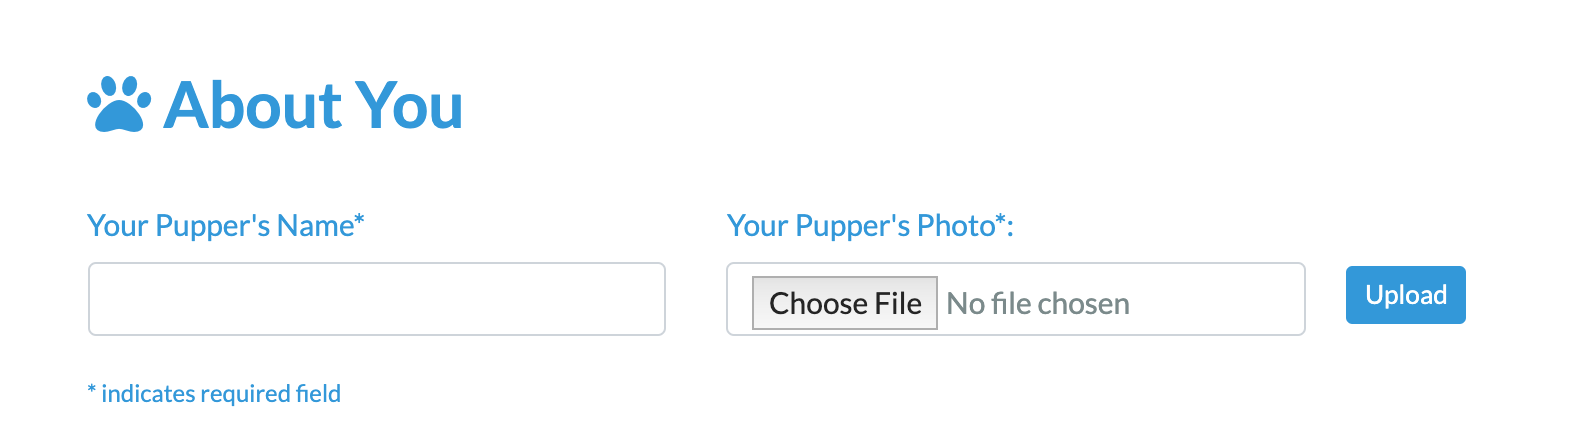 About You
Your Pupper's Name*
Your Pupper's Photo*:
Choose File No file chosen
Upload
* indicates required field